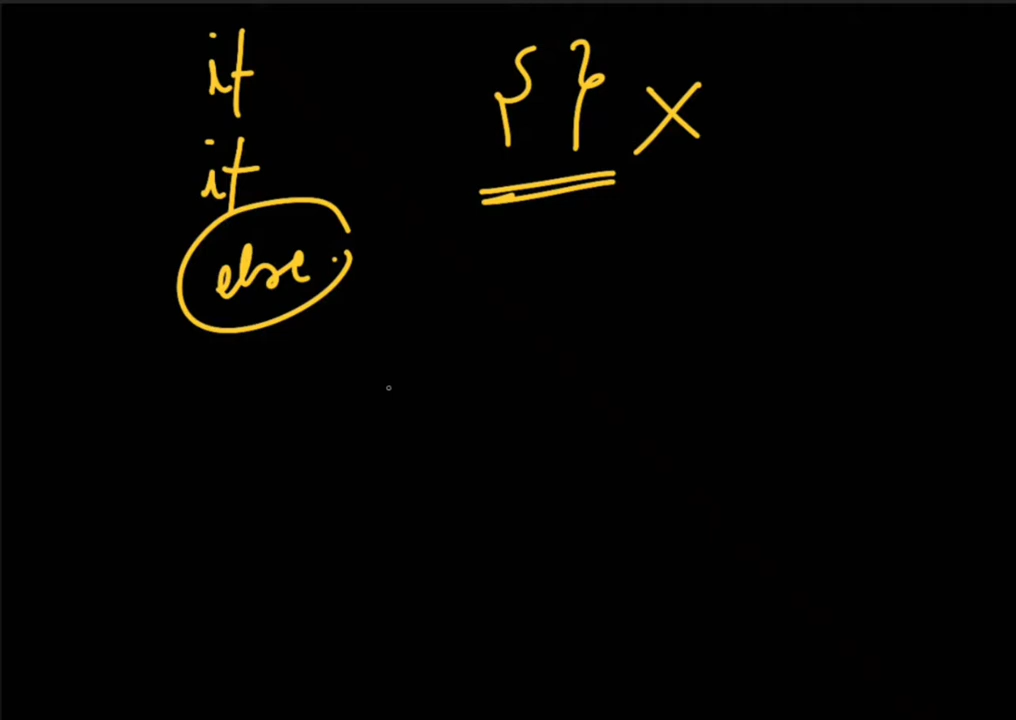 if { } X
if
else